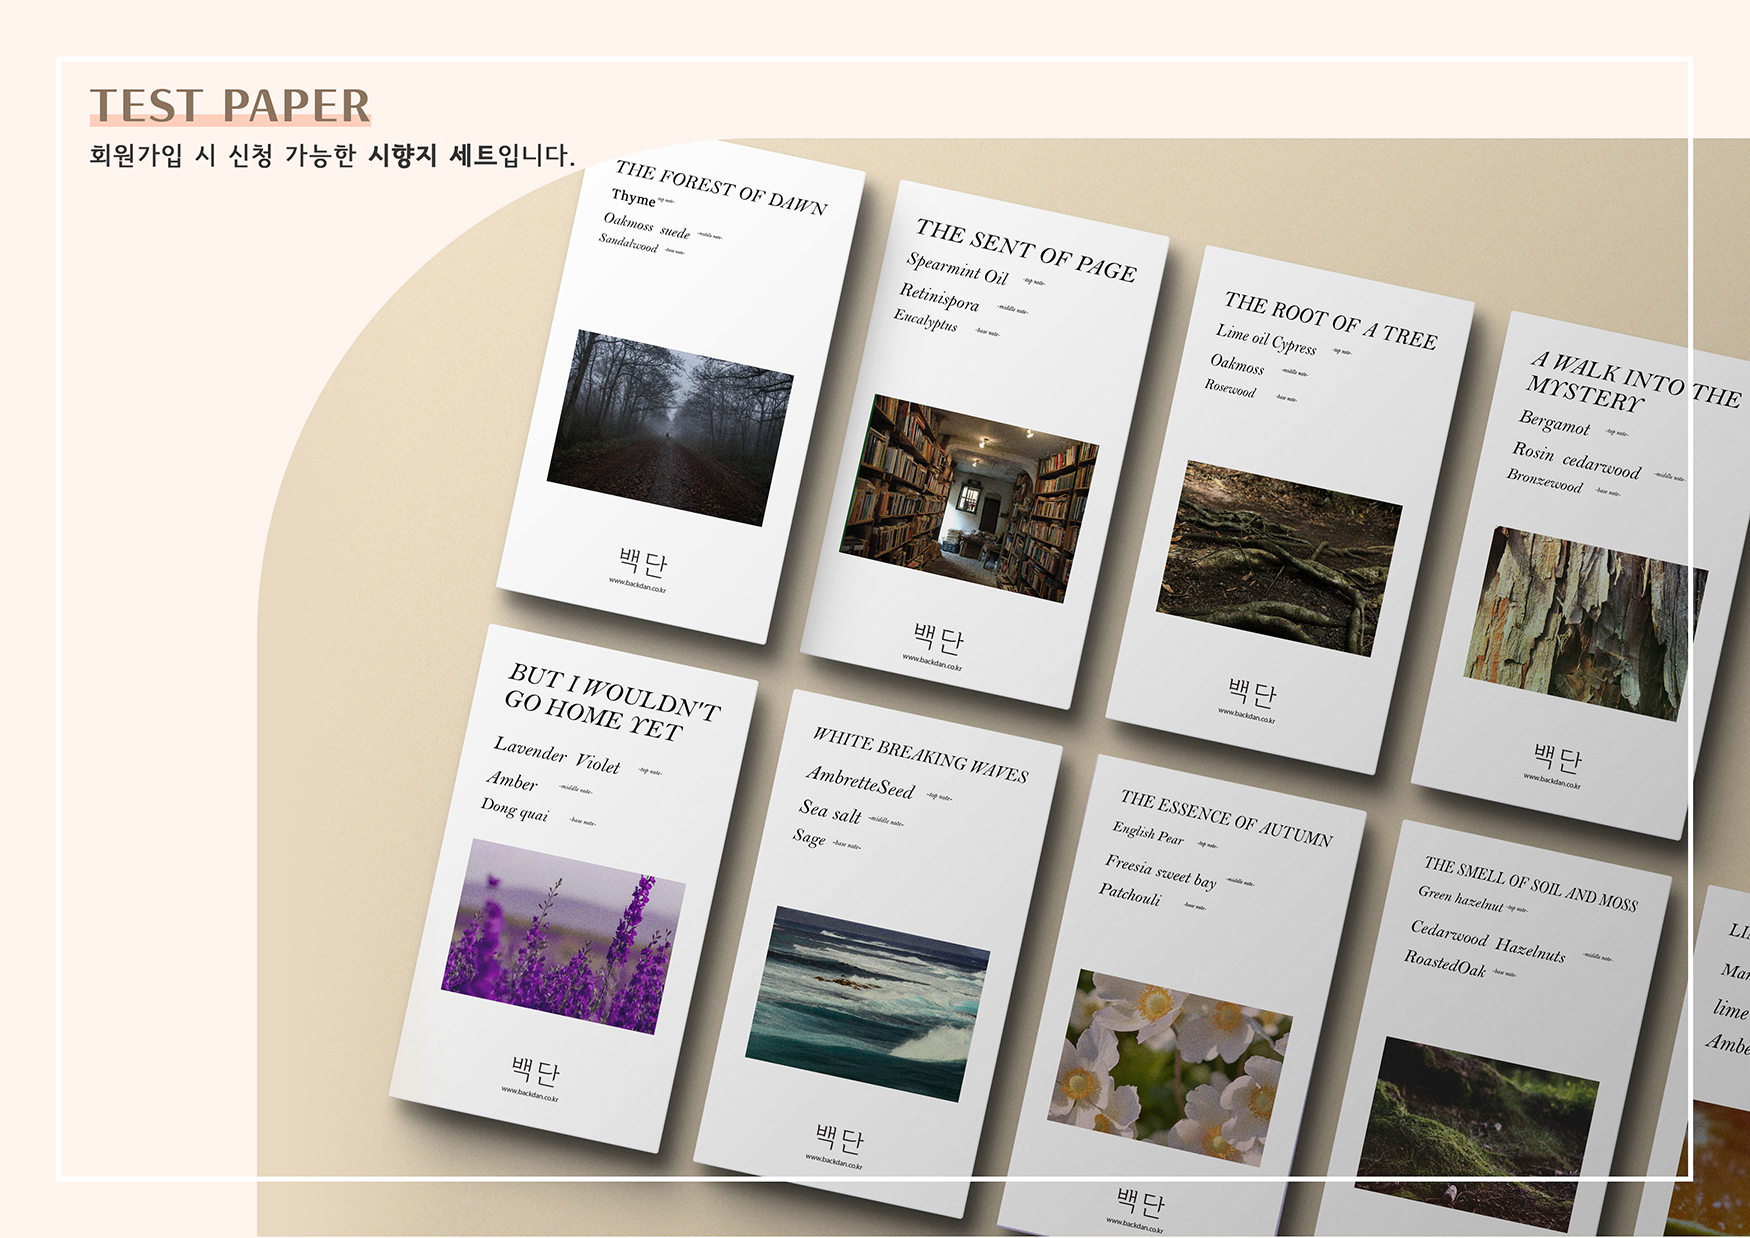 TEST PAPER
회원가입 시 신청 가능한 시향지 세트입니다.
THE FOREST OF DAWN
Thyme -top note-
Oakmoss suede -middle note-
Sandalwood -base note-
백단
www.backdan.co.kr
THE SENT OF PAGE
Spearmint Oil -top note-
Retinispora -middle note-
Eucalyptus -base note-
백단
www.backdan.co.kr
THE ROOT OF A TREE
Lime oil Cypress -top note-
Oakmoss -middle note-
Rosewood -base note-
백단
www.backdan.co.kr
A WALK INTO THE
MYSTERY
Bergamot -top note-
Rosin cedarwood -middle note-
Bronzewood -base note-
백단
www.backdan.co.kr
BUT I WOULDN'T
GO HOME YET
Lavender Violet -top note-
Amber -middle note-
Dong quai -base note-
백단
www.backdan.co.kr
WHITE BREAKING WAVES
AmbretteSeed -top note-
Sea salt -middle note-
Sage -base note-
백단
www.backdan.co.kr
THE ESSENCE OF AUTUMN
English Pear -top note-
Freesia sweet bay -middle note-
Patchouli -base note-
백단
www.backdan.co.kr
THE SMELL OF SOIL AND MOSS
Green hazelnut -top note-
Cedarwood Hazelnuts -middle note-
RoastedOak -base note-
lime